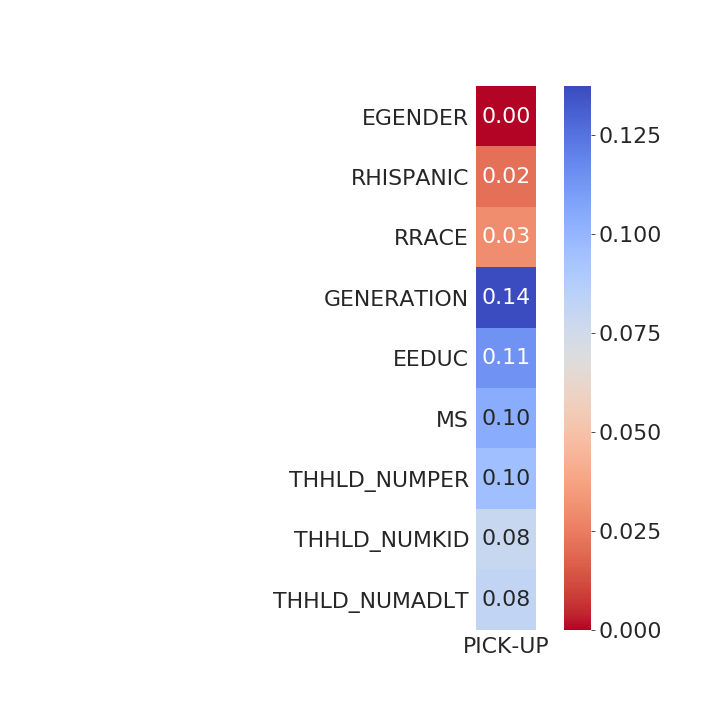 EGENDER 0.00
RHISPANIC 0.02
RRACE 0.03
GENERATION 0.14
EEDUC 0.11
MS 0.10
THHLD_NUMPER 0.10
THHLD_NUMKID 0.08
THHLD_NUMADLT 0.08
PICK-UP
0.125
0.100
0.075
0.050
0.025
0.000